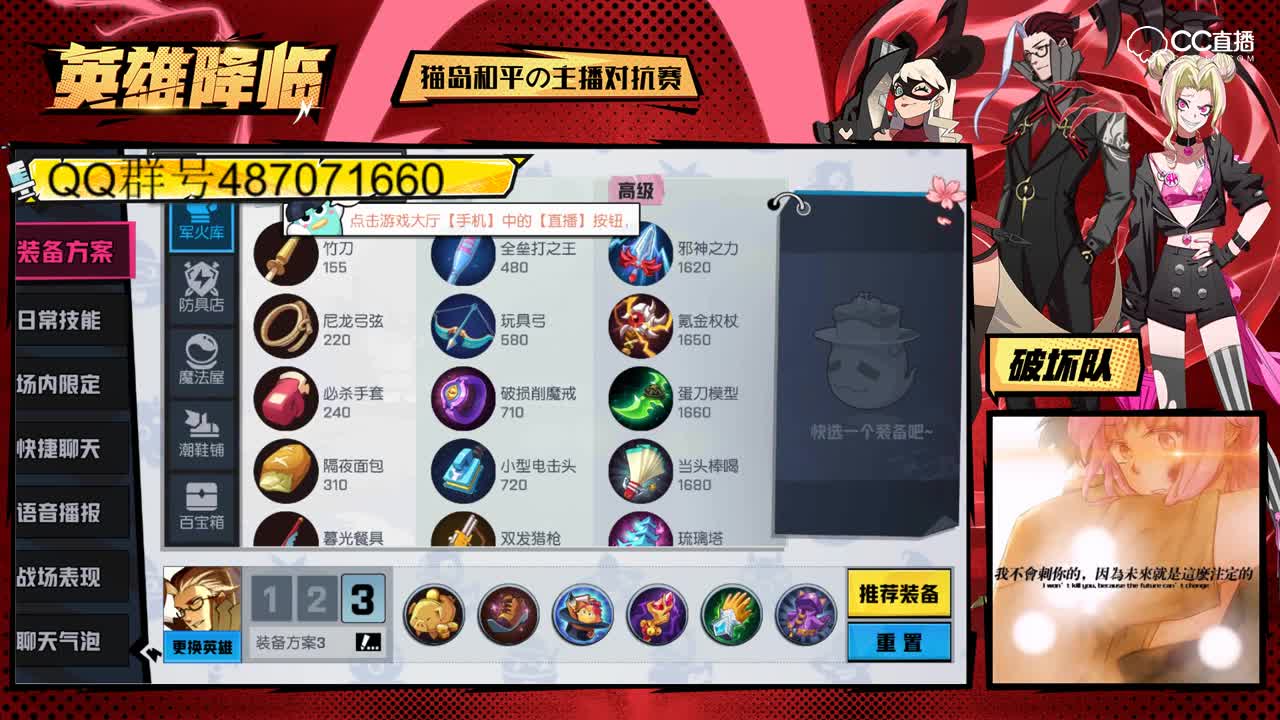 英雄降临
猫岛和平の主播对抗赛
CC直播
QQ群号487071660
高级
点击游戏大厅【手机】中的【直播】按钮,
装备方案
日常技能
场内限定
快捷聊天
语音播报
战场表现
聊天气泡
军火库
防具店
魔法屋
潮鞋铺
百宝箱
竹刀
155
全垒打之王
480
邪神之力
1620
尼龙弓弦
220
玩具弓
580
氪金权杖
1650
必杀手套
240
破损削魔戒
710
蛋刀模型
1660
隔夜面包
310
小型电击头
720
当头棒喝
1680
暮光餐具
双发猎枪
琉璃塔
快选一个装备吧~
更换英雄
1 2 3
装备方案3
推荐装备
重置
破坏队
我不會刺你的，因為未來就是這麼注定的
I won't kill you, because the future can't change